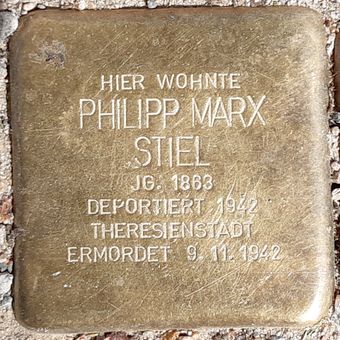 HIER WOHNTE
PHILIPP MARX
STIEL
JG. 1863
DEPORTIERT 1942
THERESIENSTADT
ERMORDET 9.11.1942